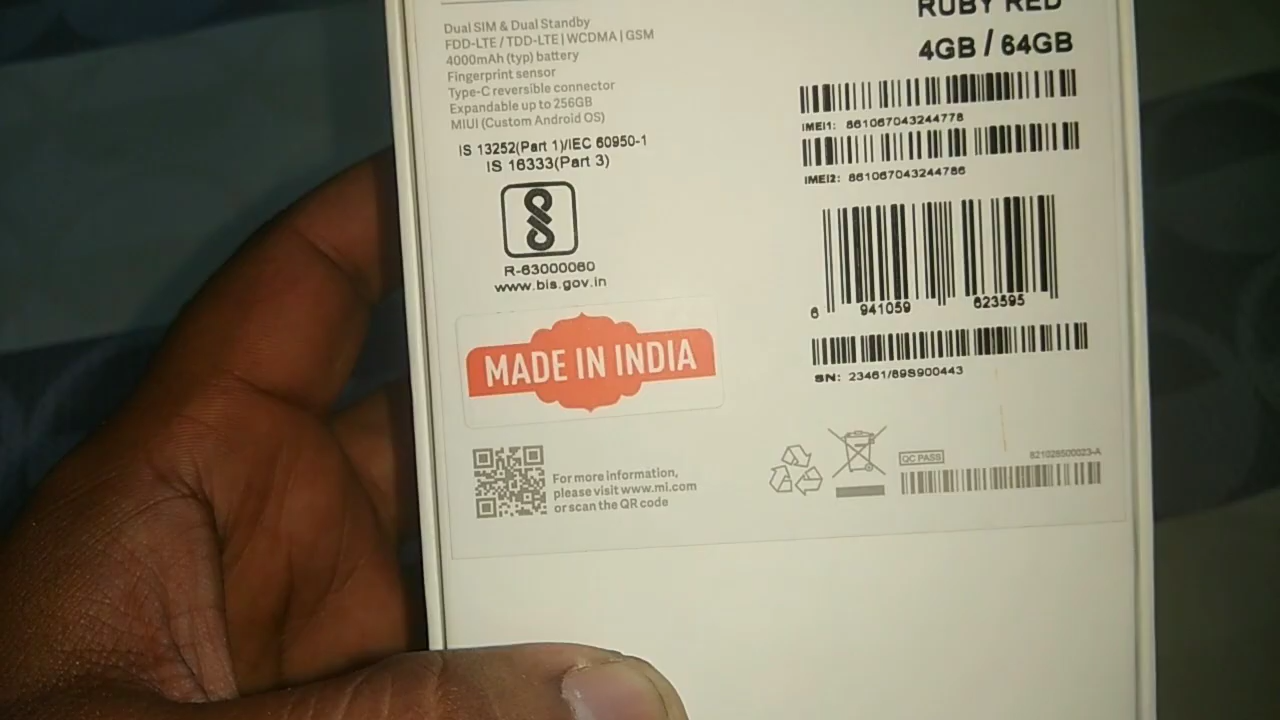 Dual SIM & Dual Standby
FDD-LTE / TDD-LTE | WCDMA | GSM
4000mAh (typ) battery
Fingerprint sensor
Type-C reversible connector
Expandable up to 256GB
MIUI (Custom Android OS)
IS 13252(Part 1)/IEC 60950-1
IS 16333(Part 3)
R-63000060
www.bis.gov.in
MADE IN INDIA
For more information,
please visit www.mi.com
or scan the QR code
RUBY RED
4GB / 64GB
IMEI1: 861067043244778
IMEI2: 861067043244786
6 941059 623595
SN: 23461/89S900443
QC PASS
821028500023-A